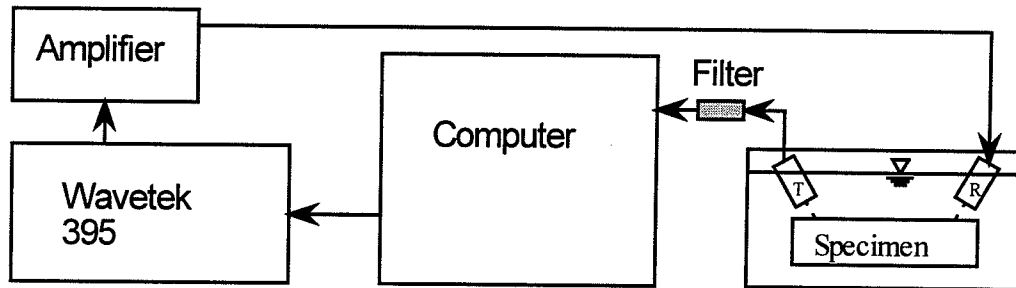 Amplifier
Filter
Computer
Wavetek
395
T
R
Specimen